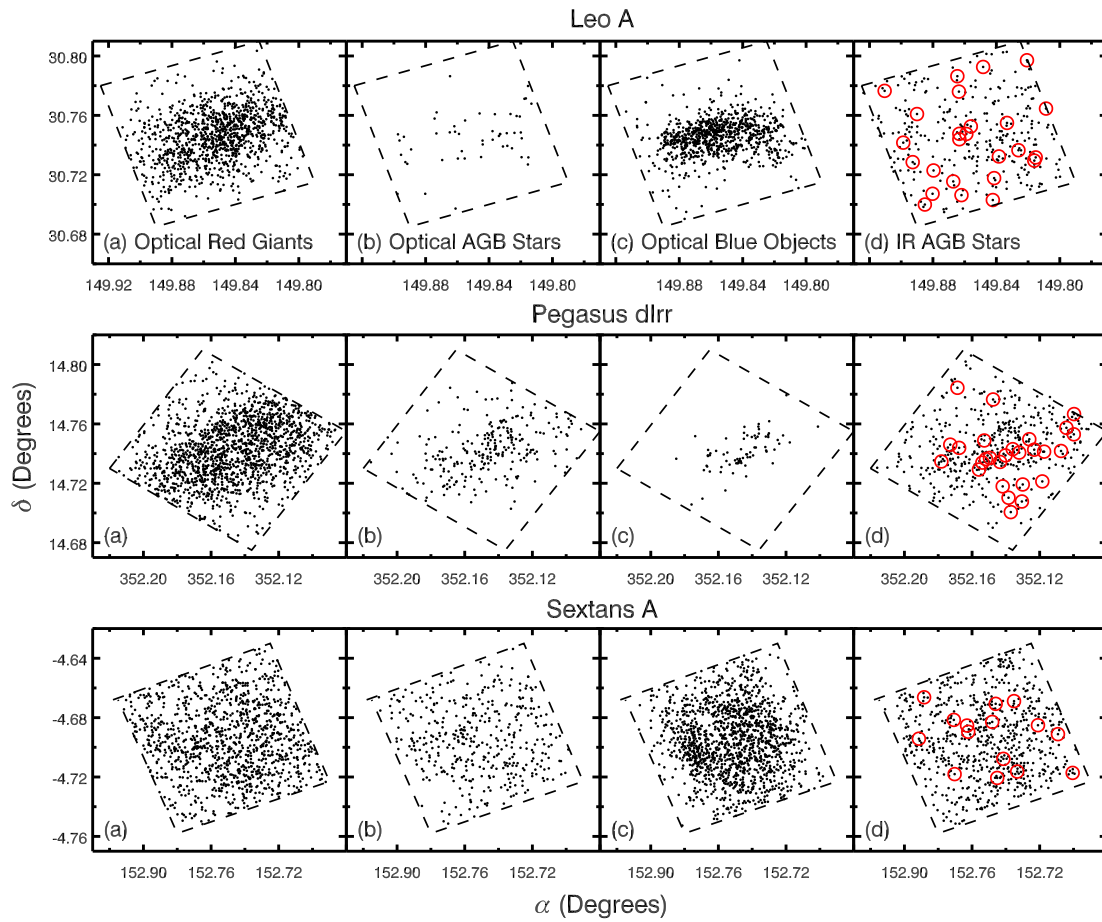 Leo A
30.80
30.76
30.72
30.68
(a) Optical Red Giants
(b) Optical AGB Stars
(c) Optical Blue Objects
(d) IR AGB Stars
149.92 149.88 149.84 149.80
149.88 149.84 149.80
149.88 149.84 149.80
149.88 149.84 149.80
Pegasus dIrr
14.80
14.76
14.72
14.68
(a)
(b)
(c)
(d)
352.20 352.16 352.12
352.20 352.16 352.12
352.20 352.16 352.12
352.20 352.16 352.12
δ (Degrees)
Sextans A
-4.64
-4.68
-4.72
-4.76
(a)
(b)
(c)
(d)
152.90 152.76 152.72
152.90 152.76 152.72
152.90 152.76 152.72
152.90 152.76 152.72
α (Degrees)